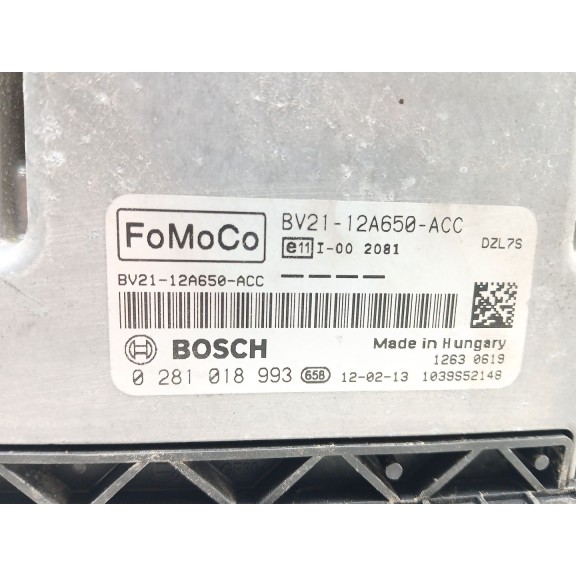 FoMoCo
BV21-12A650-ACC
e11 I-00 2081
DZL7S
BV21-12A650-ACC
BOSCH
Made in Hungary
1263 0619
0 281 018 993 65B 12-02-13 1039S52148